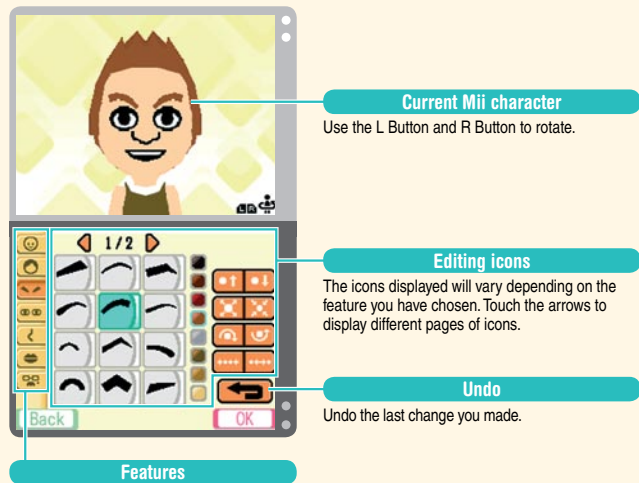 Current Mii character
Use the L Button and R Button to rotate.
LR
1/2
Editing icons
The icons displayed will vary depending on the
feature you have chosen. Touch the arrows to
display different pages of icons.
Undo
Undo the last change you made.
Back
OK
Features